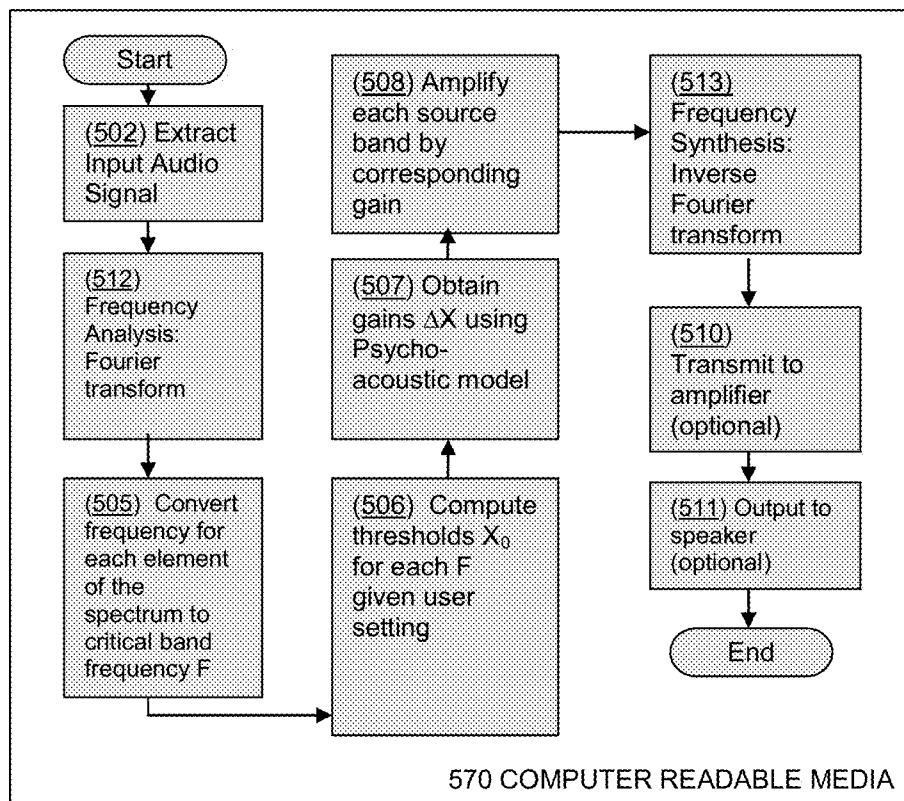 Start
(502) Extract
Input Audio
Signal
(512)
Frequency
Analysis:
Fourier
transform
(505) Convert
frequency for
each element
of the
spectrum to
critical band
frequency F
(506) Compute
thresholds X₀
for each F
given user
setting
(507) Obtain
gains ΔX using
Psycho-
acoustic model
(508) Amplify
each source
band by
corresponding
gain
(513)
Frequency
Synthesis:
Inverse
Fourier
transform
(510)
Transmit to
amplifier
(optional)
(511) Output to
speaker
(optional)
End
570 COMPUTER READABLE MEDIA